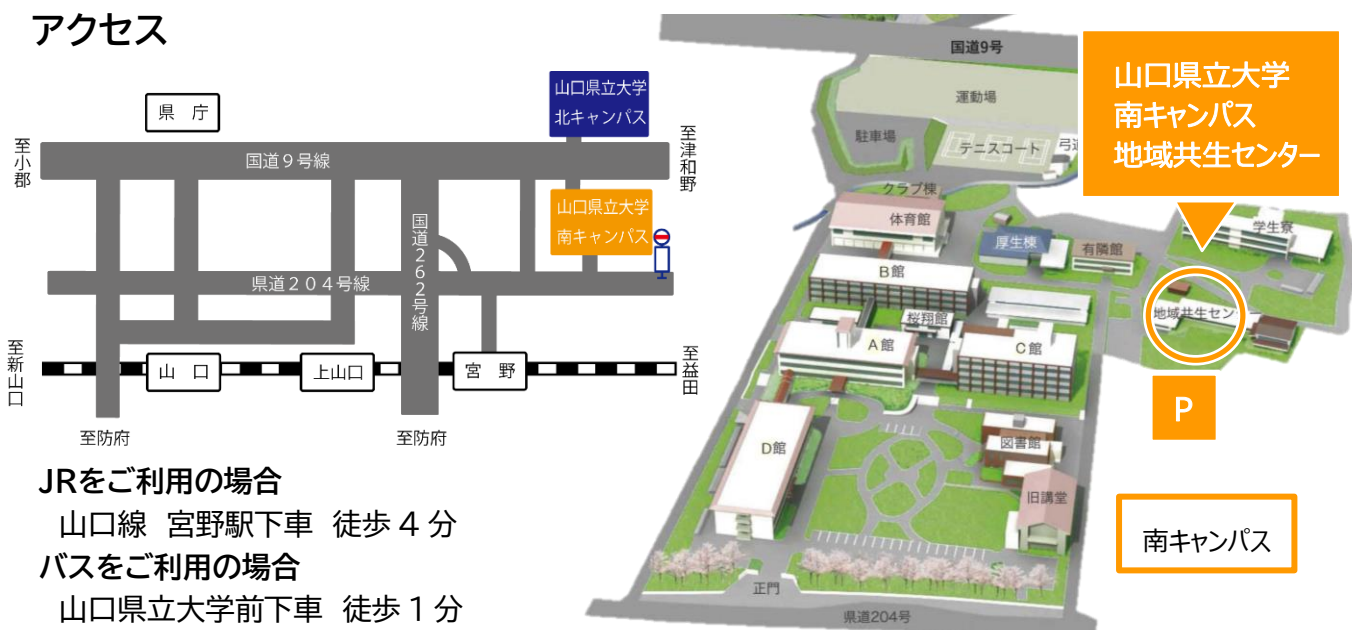 アクセス
県 庁
山口県立大学
北キャンパス
至小郡
国道９号線
至津和野
山口県立大学
南キャンパス
国道２６２号線
県道２０４号線
至新山口
山 口
上山口
宮 野
至益田
至防府
至防府
JRをご利用の場合
山口線 宮野駅下車 徒歩４分
バスをご利用の場合
山口県立大学前下車 徒歩１分
国道9号
運動場
駐車場
テニスコート
弓道
クラブ棟
体育館
厚生棟
有隣館
学生寮
B館
桜翔館
地域共生セン
A館
C館
D館
図書館
旧講堂
正門
県道204号
山口県立大学
南キャンパス
地域共生センター
P
南キャンパス